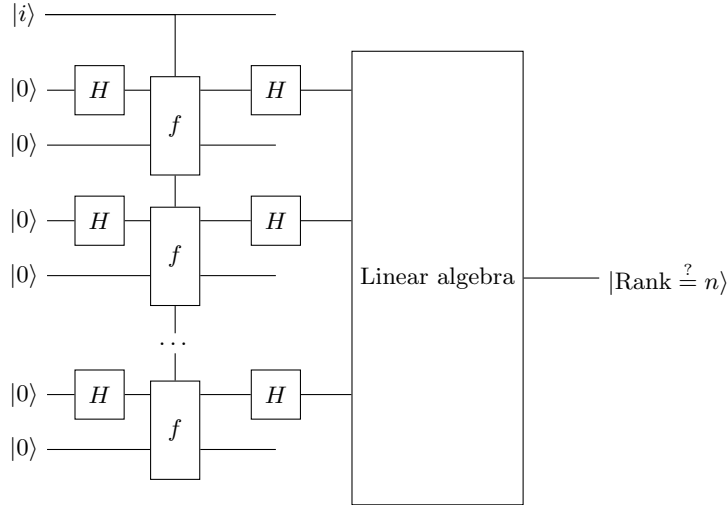 |i⟩
|0⟩ H H
f
|0⟩
|0⟩ H H
f
|0⟩
Linear algebra |Rank ≟ n⟩
...
|0⟩ H H
f
|0⟩